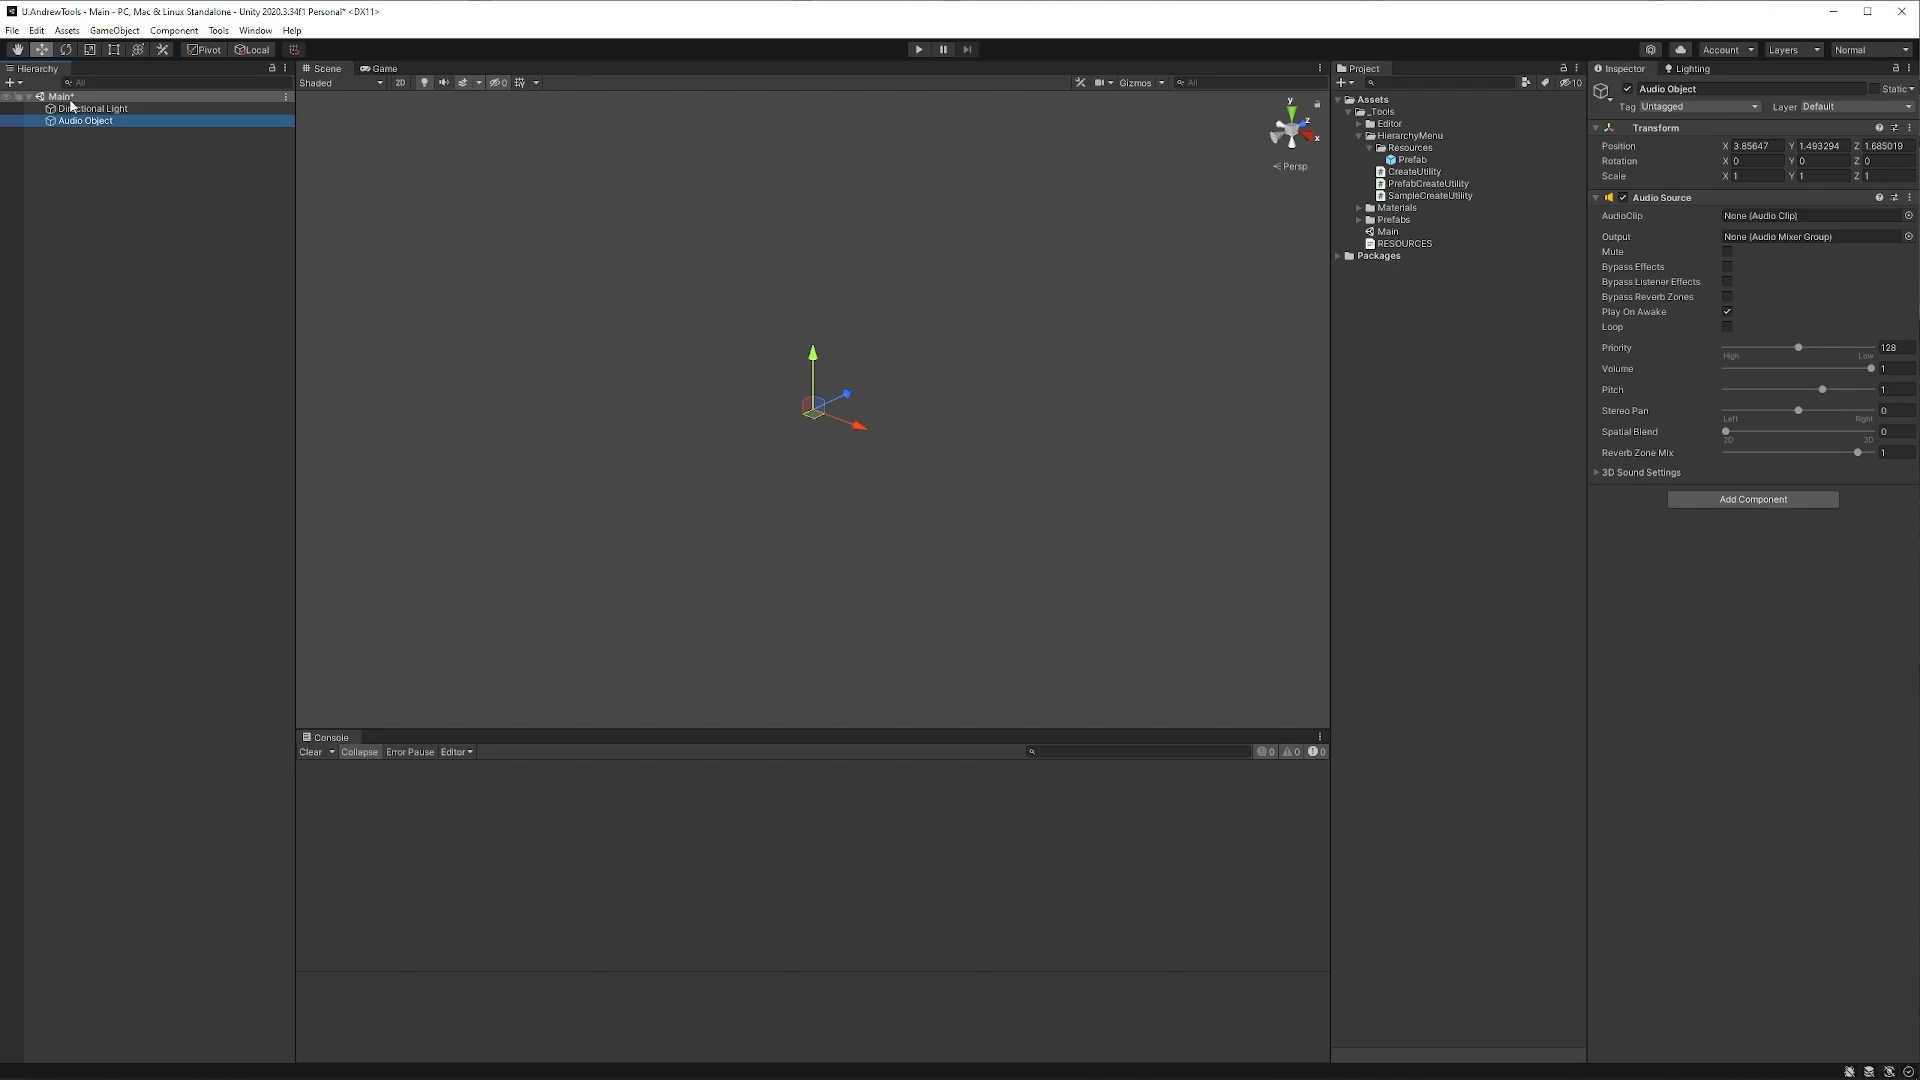 U.AndrewTools - Main - PC, Mac & Linux Standalone - Unity 2020.3.34f1 Personal* <DX11>
File Edit Assets GameObject Component Tools Window Help
Pivot Local
Account Layers Normal
Hierarchy
All
Main*
Directional Light
Audio Object
Scene Game
Shaded 2D 0 Gizmos All
y
z
x
Persp
Console
Clear Collapse Error Pause Editor 0 0 0
Project
10
Assets
_Tools
Editor
HierarchyMenu
Resources
Prefab
CreateUtility
PrefabCreateUtility
SampleCreateUtility
Materials
Prefabs
Main
RESOURCES
Packages
Inspector Lighting
Audio Object Static
Tag Untagged Layer Default
Transform
Position X 3.85647 Y 1.493294 Z 1.685019
Rotation X 0 Y 0 Z 0
Scale X 1 Y 1 Z 1
Audio Source
AudioClip None (Audio Clip)
Output None (Audio Mixer Group)
Mute
Bypass Effects
Bypass Listener Effects
Bypass Reverb Zones
Play On Awake
Loop
Priority 128
High Low
Volume 1
Pitch 1
Stereo Pan 0
Left Right
Spatial Blend 0
2D 3D
Reverb Zone Mix 1
3D Sound Settings
Add Component